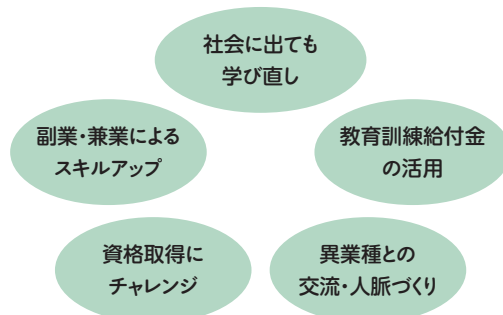 社会に出ても
学び直し
副業・兼業による
スキルアップ
教育訓練給付金
の活用
資格取得に
チャレンジ
異業種との
交流・人脈づくり